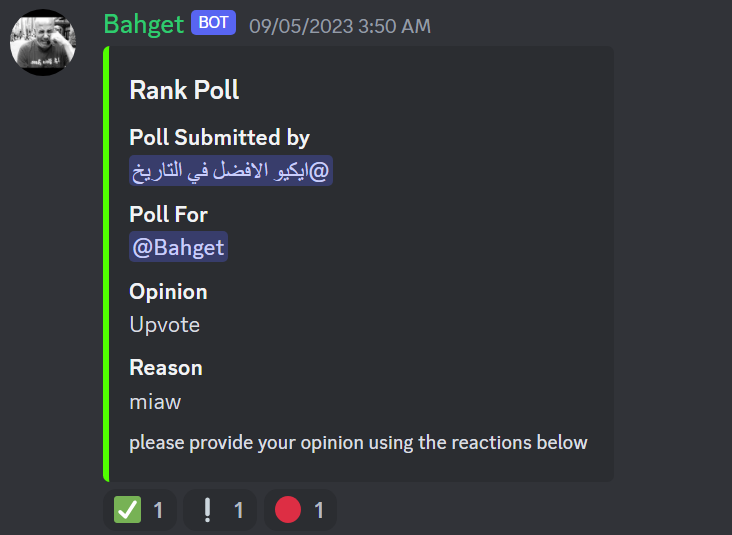 Bahget BOT 09/05/2023 3:50 AM
Rank Poll
Poll Submitted by
@ايكيو الافضل في التاريخ
Poll For
@Bahget
Opinion
Upvote
Reason
miaw
please provide your opinion using the reactions below
1 1 1